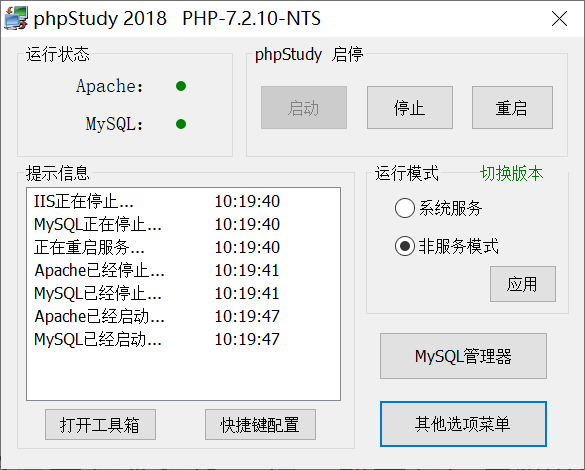 phpStudy 2018 PHP-7.2.10-NTS
运行状态
Apache:
MySQL:
phpStudy 启停
启动 停止 重启
提示信息
IIS正在停止... 10:19:40
MySQL正在停止... 10:19:40
正在重启服务... 10:19:40
Apache已经停止... 10:19:41
MySQL已经停止... 10:19:41
Apache已经启动... 10:19:47
MySQL已经启动... 10:19:47
打开工具箱 快捷键配置
运行模式 切换版本
系统服务
非服务模式
应用
MySQL管理器
其他选项菜单